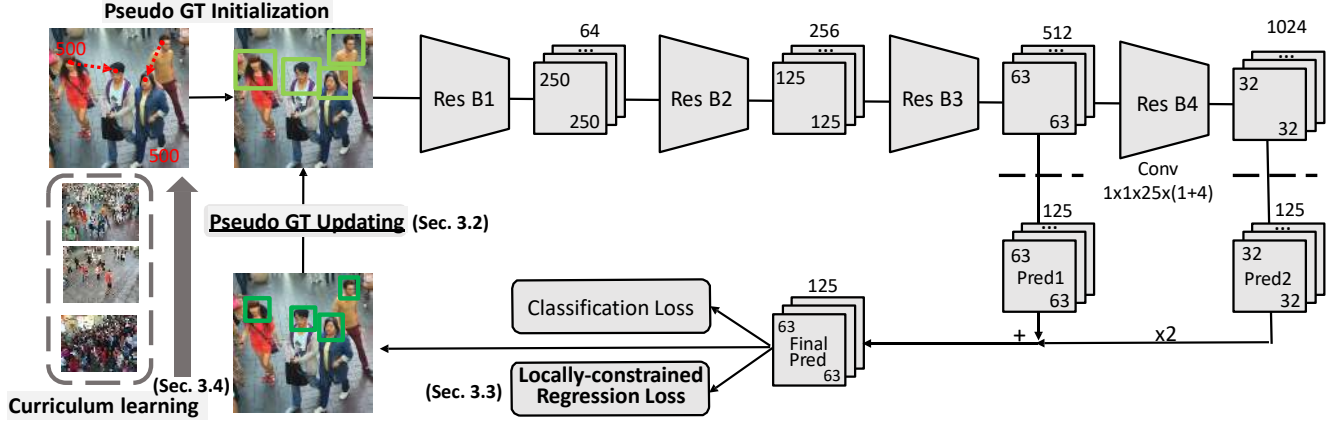 Pseudo GT Initialization
500
500
Res B1
64
...
250
250
Res B2
256
...
125
125
Res B3
512
...
63
63
Res B4
1024
...
32
32
Conv
1x1x25x(1+4)
Pseudo GT Updating (Sec. 3.2)
125
...
63
Pred1
63
125
...
32
Pred2
32
+
x2
125
63
Final
Pred
63
Classification Loss
Locally-constrained
Regression Loss
(Sec. 3.3)
(Sec. 3.4)
Curriculum learning